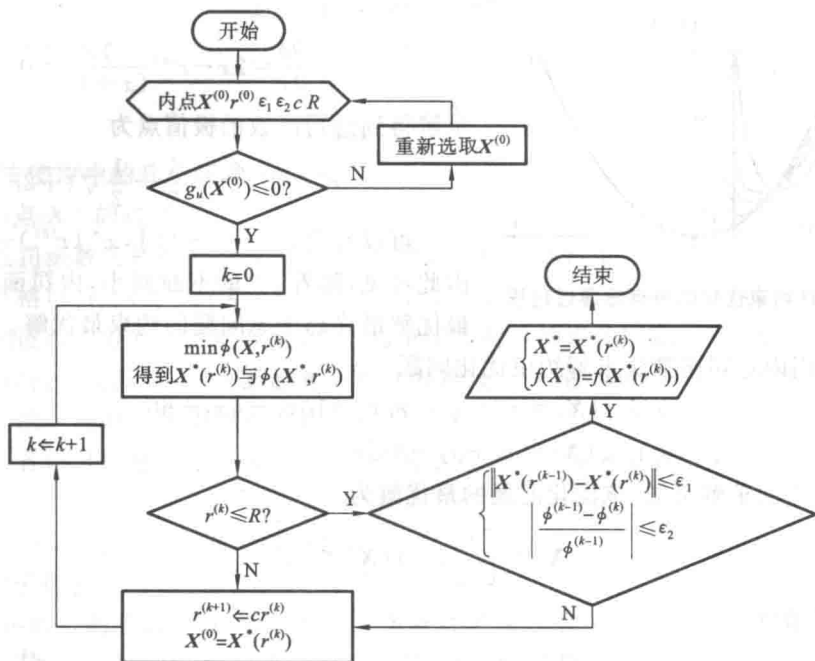 开始
内点X^(0) r^(0) ε₁ ε₂ c R
重新选取X^(0)
g_u(X^(0))≤0?
N
Y
k=0
结束
min φ(X,r^(k))
得到X*(r^(k))与φ(X*,r^(k))
X*=X*(r^(k))
f(X*)=f(X*(r^(k)))
Y
k⇐k+1
r^(k)≤R?
Y
‖X*(r^(k-1))-X*(r^(k))‖≤ε₁
|(φ^(k-1)-φ^(k))/φ^(k-1)|≤ε₂
N
N
r^(k+1)⇐cr^(k)
X^(0)=X*(r^(k))